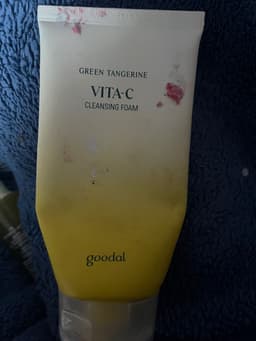 GREEN TANGERINE
VITA-C
CLEANSING FOAM
goodal